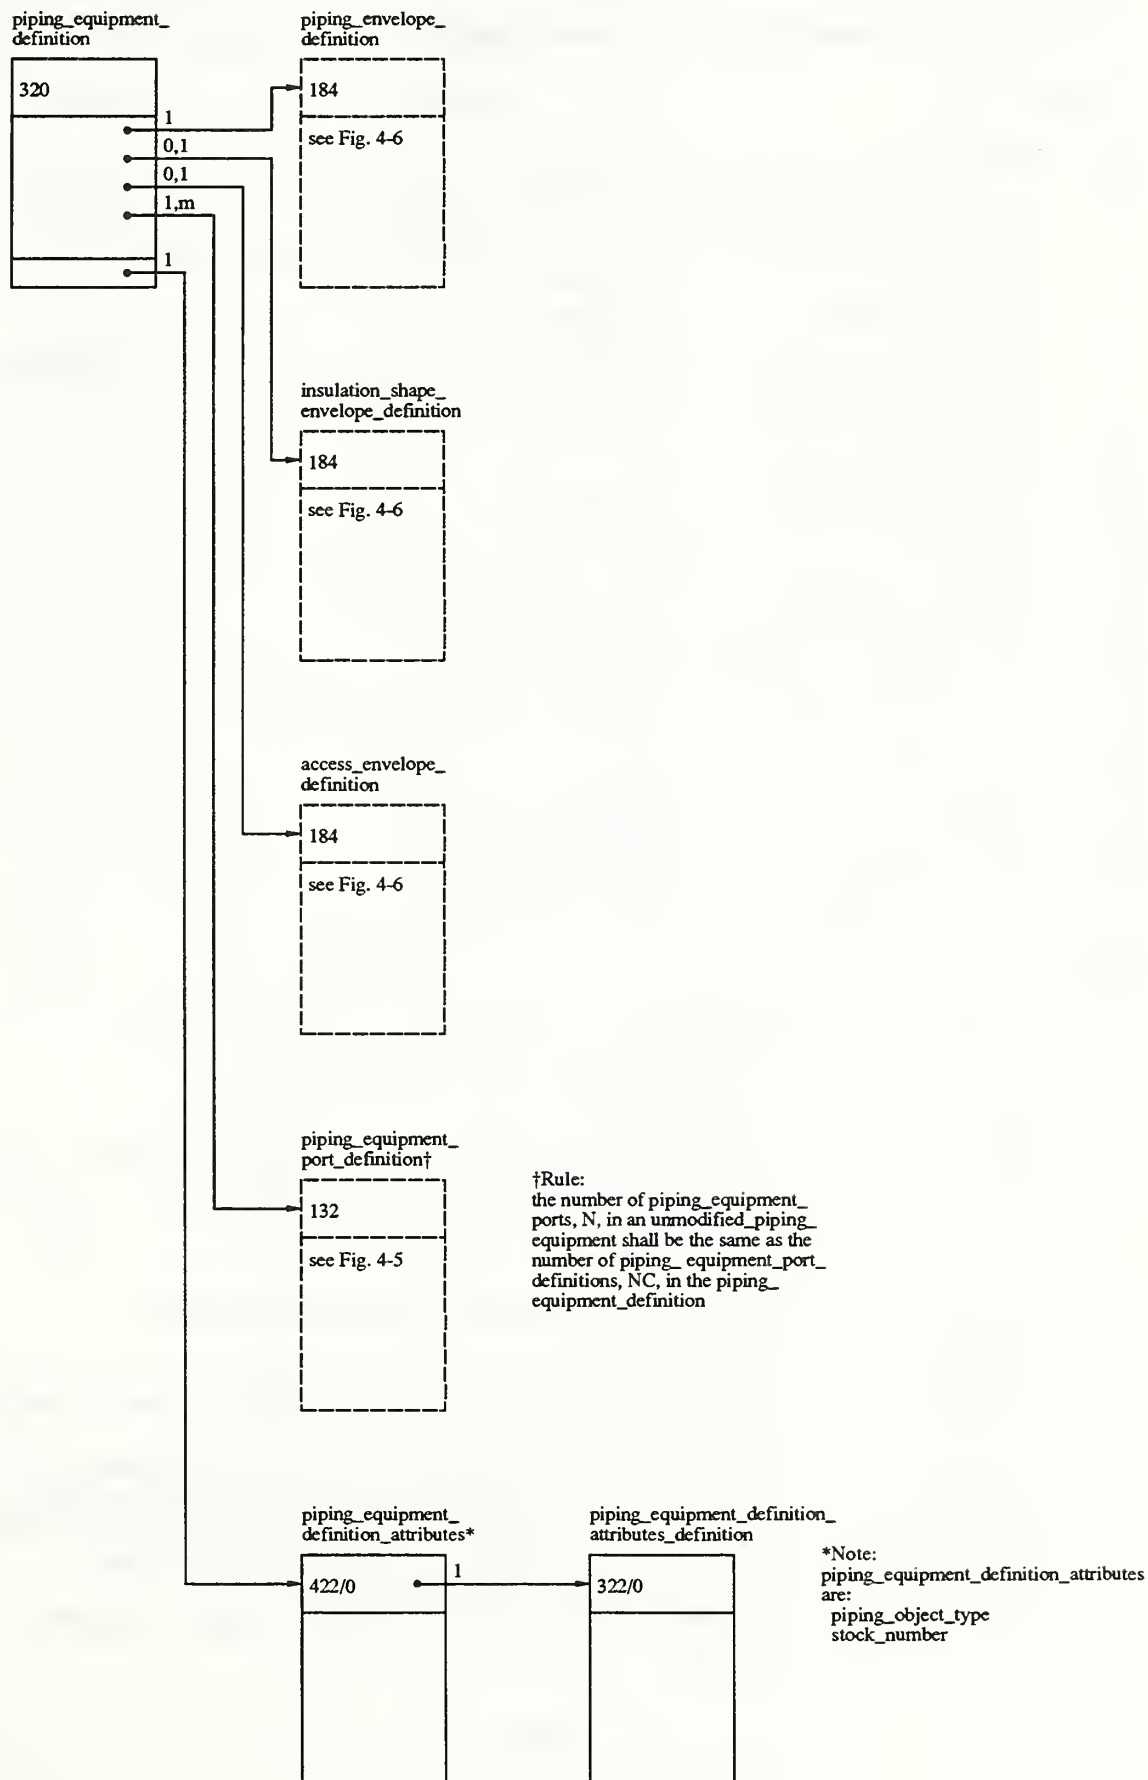 piping_equipment_
definition
320
1
0,1
0,1
1,m
1
piping_envelope_
definition
184
see Fig. 4-6
insulation_shape_
envelope_definition
184
see Fig. 4-6
access_envelope_
definition
184
see Fig. 4-6
piping_equipment_
port_definition†
132
see Fig. 4-5
†Rule:
the number of piping_equipment_
ports, N, in an unmodified_piping_
equipment shall be the same as the
number of piping_ equipment_port_
definitions, NC, in the piping_
equipment_definition
piping_equipment_
definition_attributes*
422/0
1
piping_equipment_definition_
attributes_definition
322/0
*Note:
piping_equipment_definition_attributes
are:
piping_object_type
stock_number